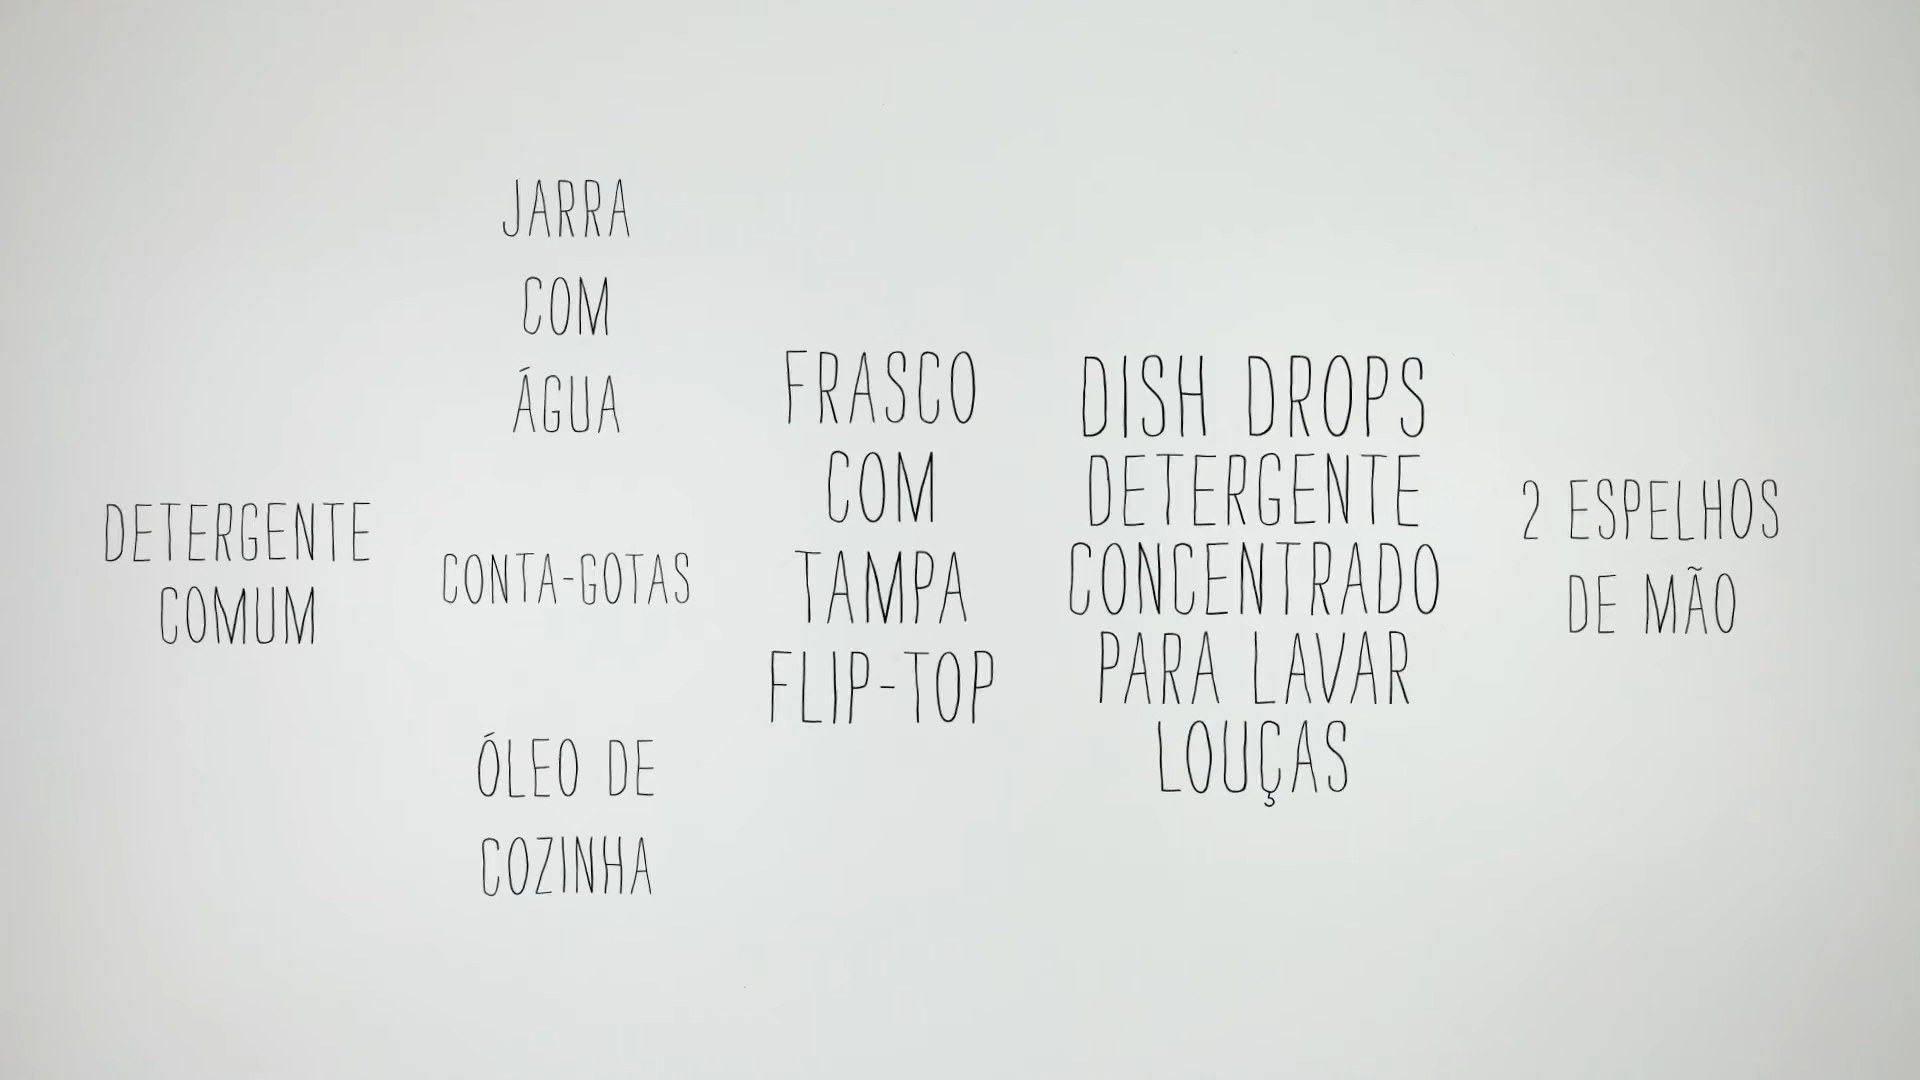 DETERGENTE
COMUM
JARRA
COM
ÁGUA
CONTA-GOTAS
ÓLEO DE
COZINHA
FRASCO
COM
TAMPA
FLIP-TOP
DISH DROPS
DETERGENTE
CONCENTRADO
PARA LAVAR
LOUÇAS
2 ESPELHOS
DE MÃO